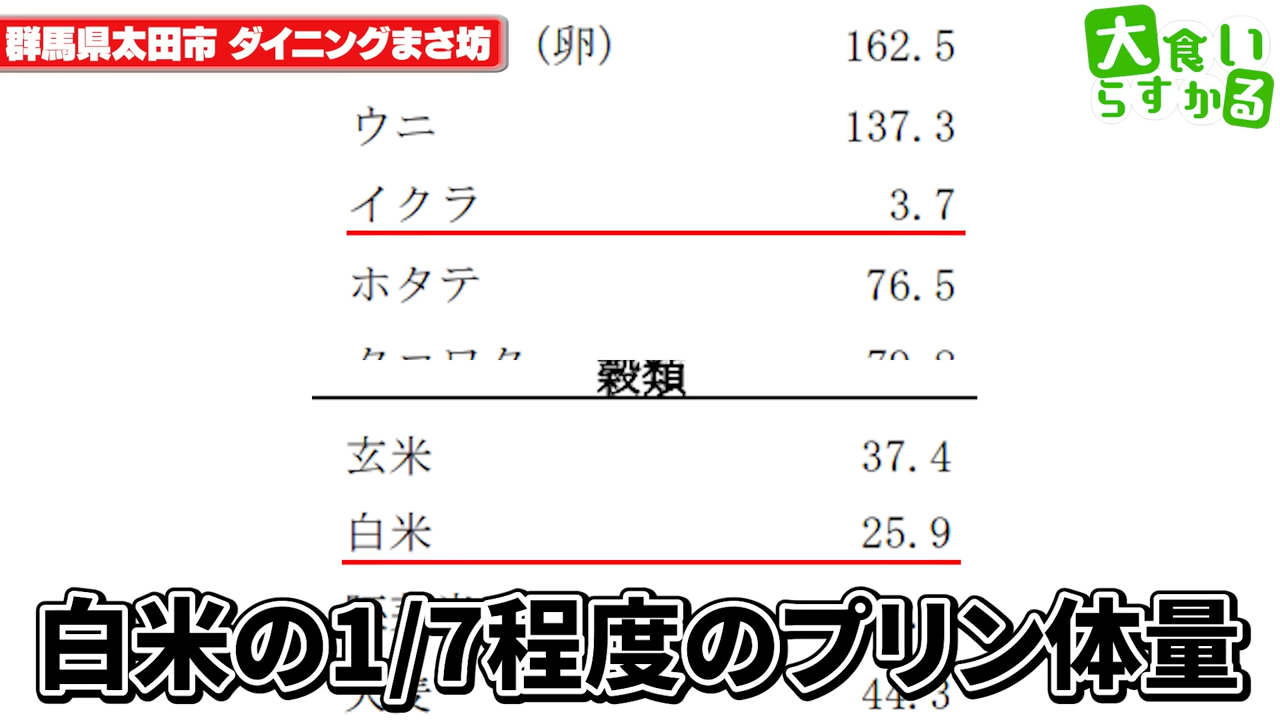 群馬県太田市 ダイニングまさ坊
(卵) 162.5
大食い
らすかる
ウニ 137.3
イクラ 3.7
ホタテ 76.5
穀類
玄米 37.4
白米 25.9
白米の1/7程度のプリン体量
大麦 44.3